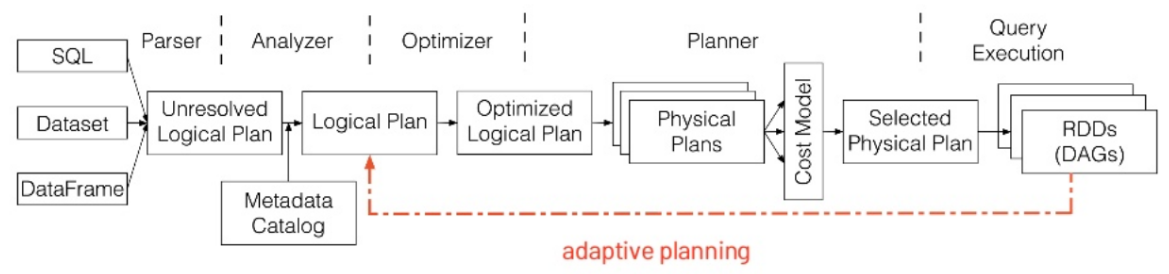 Parser
Analyzer
Optimizer
Planner
Query
Execution
SQL
Dataset
DataFrame
Unresolved
Logical Plan
Metadata
Catalog
Logical Plan
Optimized
Logical Plan
Physical
Plans
Cost Model
Selected
Physical Plan
RDDs
(DAGs)
adaptive planning